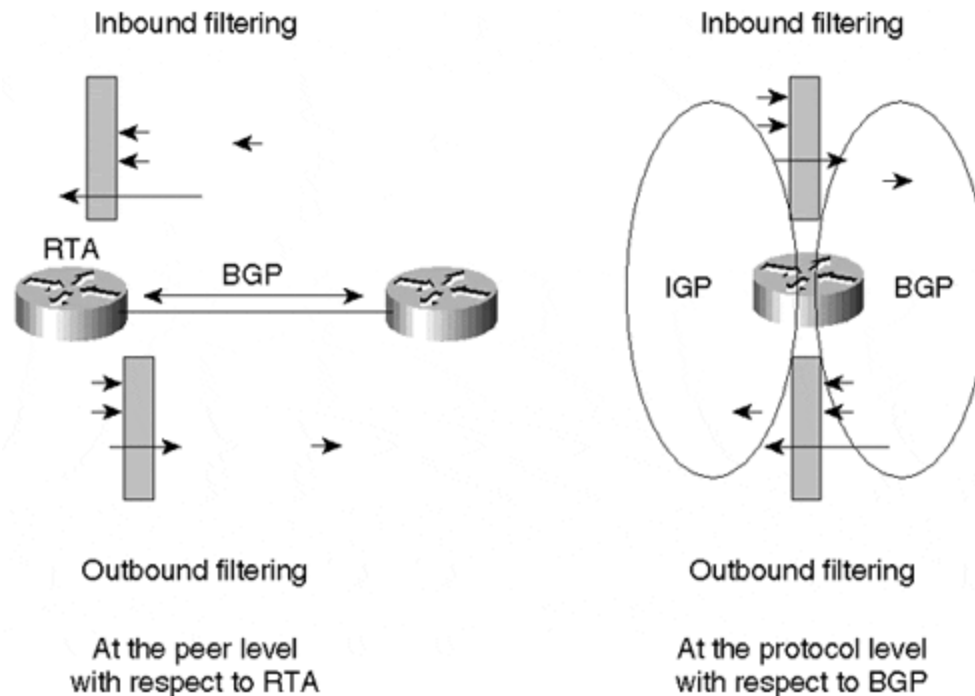 Inbound filtering
RTA
BGP
Outbound filtering
At the peer level
with respect to RTA
Inbound filtering
IGP
BGP
Outbound filtering
At the protocol level
with respect to BGP